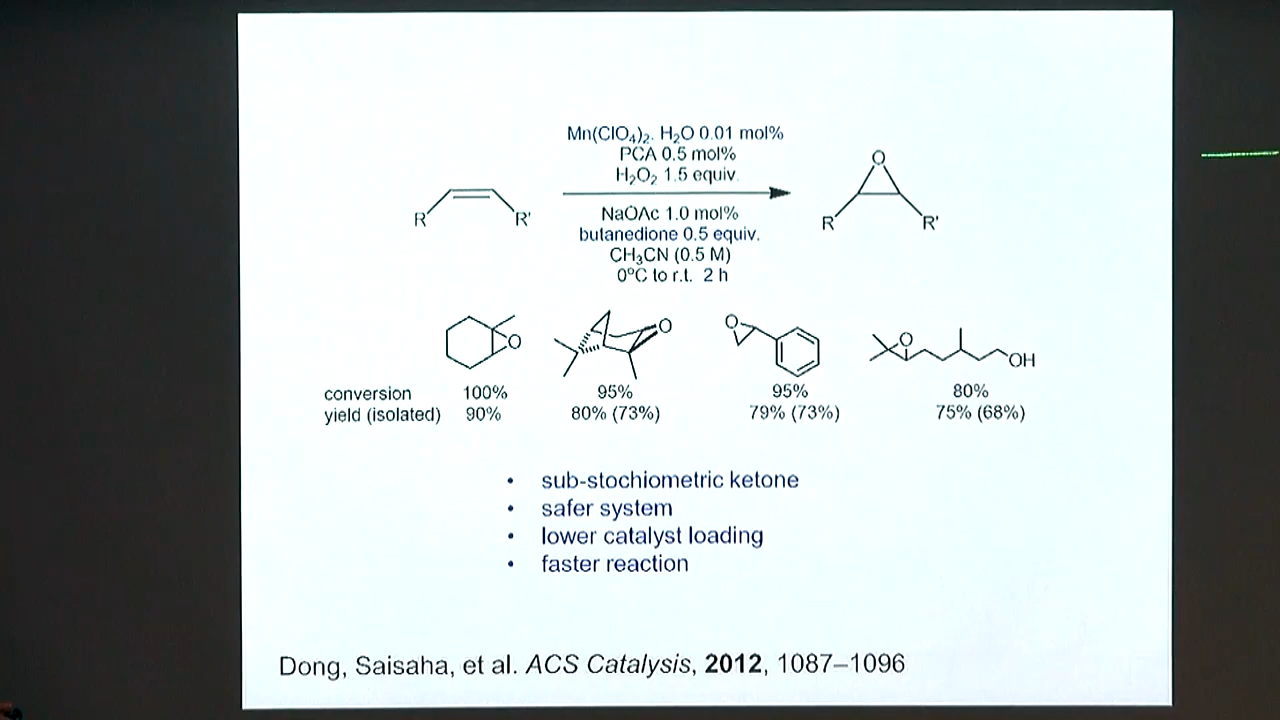 Mn(ClO₄)₂. H₂O 0.01 mol%
PCA 0.5 mol%
H₂O₂ 1.5 equiv.
NaOAc 1.0 mol%
butanedione 0.5 equiv.
CH₃CN (0.5 M)
0°C to r.t. 2 h
R R'
O
R R'
O O O O OH
conversion 100% 95% 95% 80%
yield (isolated) 90% 80% (73%) 79% (73%) 75% (68%)
• sub-stochiometric ketone
• safer system
• lower catalyst loading
• faster reaction
Dong, Saisaha, et al. ACS Catalysis, 2012, 1087–1096